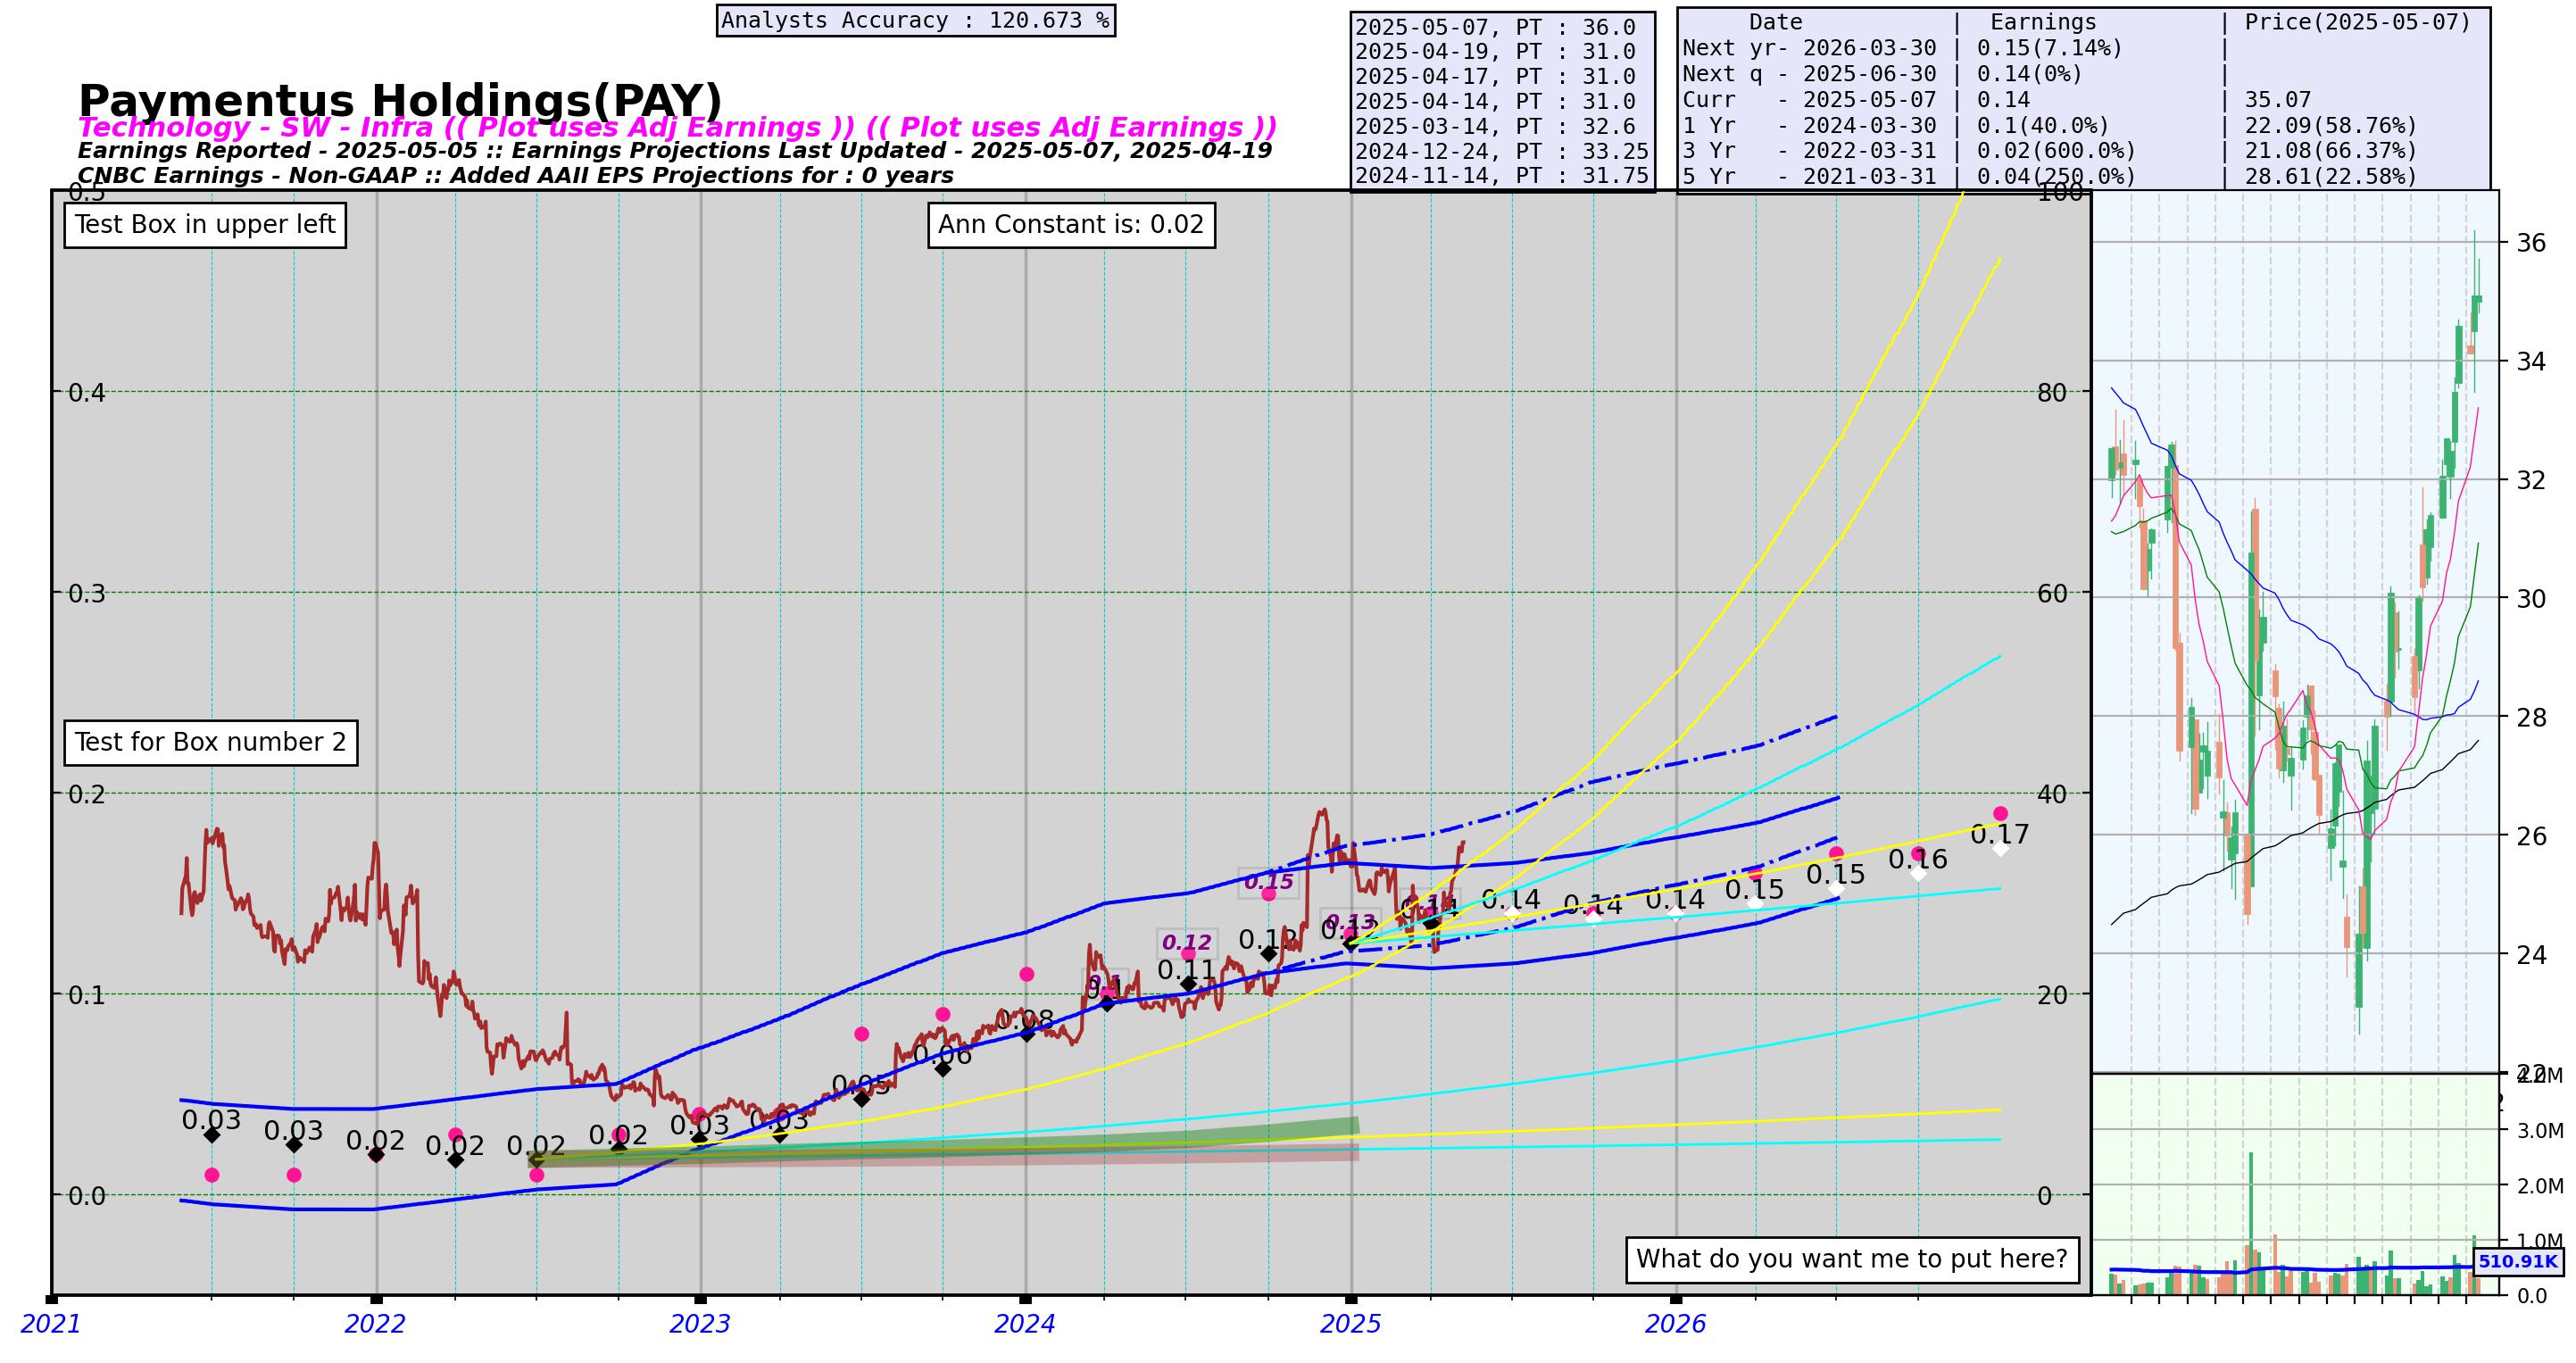 Analysts Accuracy : 120.673 %
2025-05-07, PT : 36.0
2025-04-19, PT : 31.0
2025-04-17, PT : 31.0
2025-04-14, PT : 31.0
2025-03-14, PT : 32.6
2024-12-24, PT : 33.25
2024-11-14, PT : 31.75
Date | Earnings | Price(2025-05-07)
Next yr- 2026-03-30 | 0.15(7.14%) |
Next q - 2025-06-30 | 0.14(0%) |
Curr - 2025-05-07 | 0.14 | 35.07
1 Yr - 2024-03-30 | 0.1(40.0%) | 22.09(58.76%)
3 Yr - 2022-03-31 | 0.02(600.0%) | 21.08(66.37%)
5 Yr - 2021-03-31 | 0.04(250.0%) | 28.61(22.58%)
Paymentus Holdings(PAY)
Technology - SW - Infra (( Plot uses Adj Earnings )) (( Plot uses Adj Earnings ))
Earnings Reported - 2025-05-05 :: Earnings Projections Last Updated - 2025-05-07, 2025-04-19
CNBC Earnings - Non-GAAP :: Added AAII EPS Projections for : 0 years
Test Box in upper left
Ann Constant is: 0.02
Test for Box number 2
What do you want me to put here?
0.5
0.4
0.3
0.2
0.1
0.0
100
80
60
40
20
0
0.03
0.03
0.02
0.02
0.02
0.02
0.03
0.03
0.05
0.06
0.08
0.1
0.1
0.11
0.12
0.12
0.15
0.13
0.14
0.14
0.14
0.14
0.15
0.15
0.16
0.17
36
34
32
30
28
26
24
22
4.0M
3.0M
2.0M
1.0M
510.91K
0.0
2021
2022
2023
2024
2025
2026